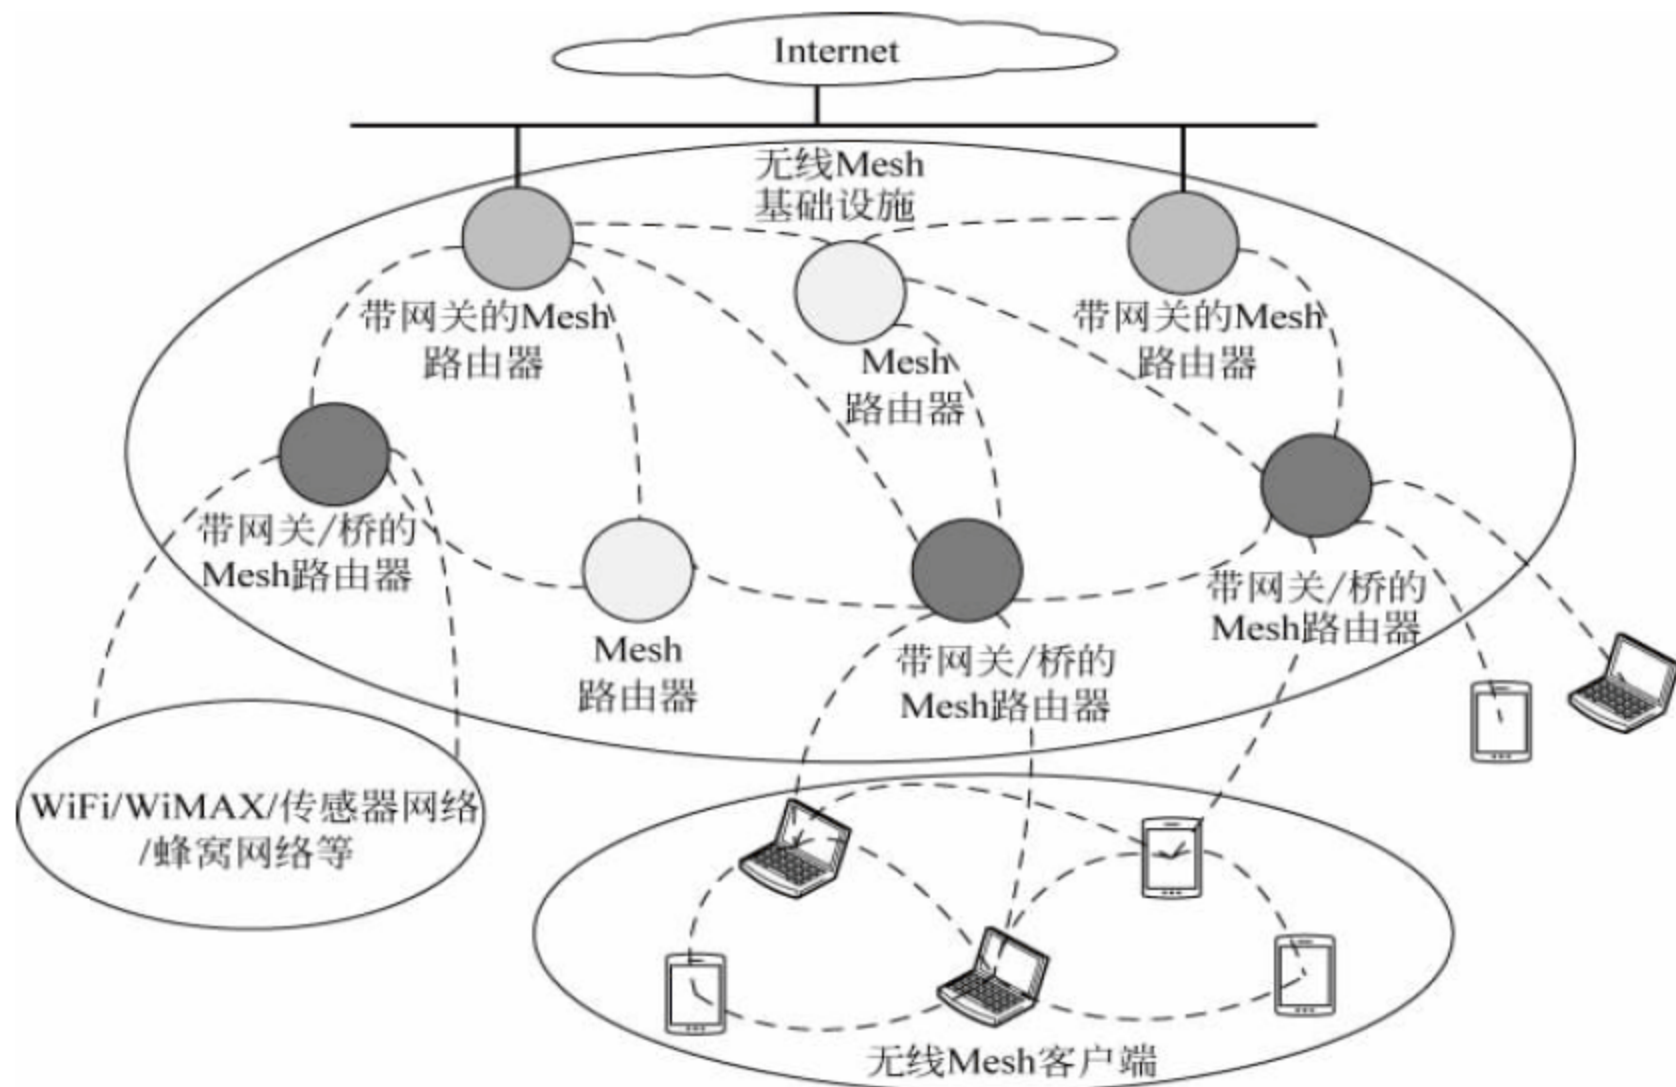 Internet
无线Mesh
基础设施
带网关的Mesh
路由器
Mesh
路由器
带网关的Mesh
路由器
带网关/桥的
Mesh路由器
Mesh
路由器
带网关/桥的
Mesh路由器
带网关/桥的
Mesh路由器
WiFi/WiMAX/传感器网络
/蜂窝网络等
无线Mesh客户端